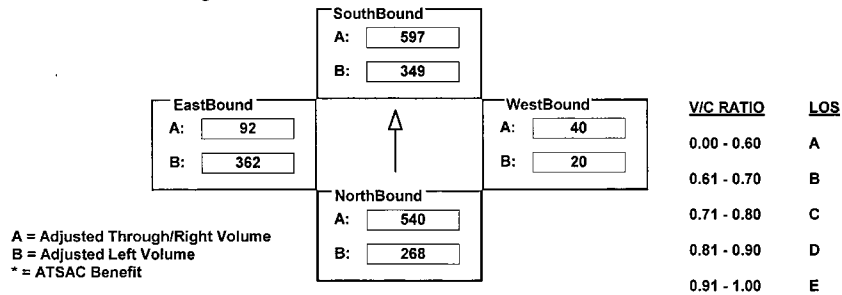 SouthBound
A: 597
B: 349
EastBound
A: 92
B: 362
WestBound
A: 40
B: 20
NorthBound
A: 540
B: 268
A = Adjusted Through/Right Volume
B = Adjusted Left Volume
* = ATSAC Benefit
V/C RATIO LOS
0.00 - 0.60 A
0.61 - 0.70 B
0.71 - 0.80 C
0.81 - 0.90 D
0.91 - 1.00 E